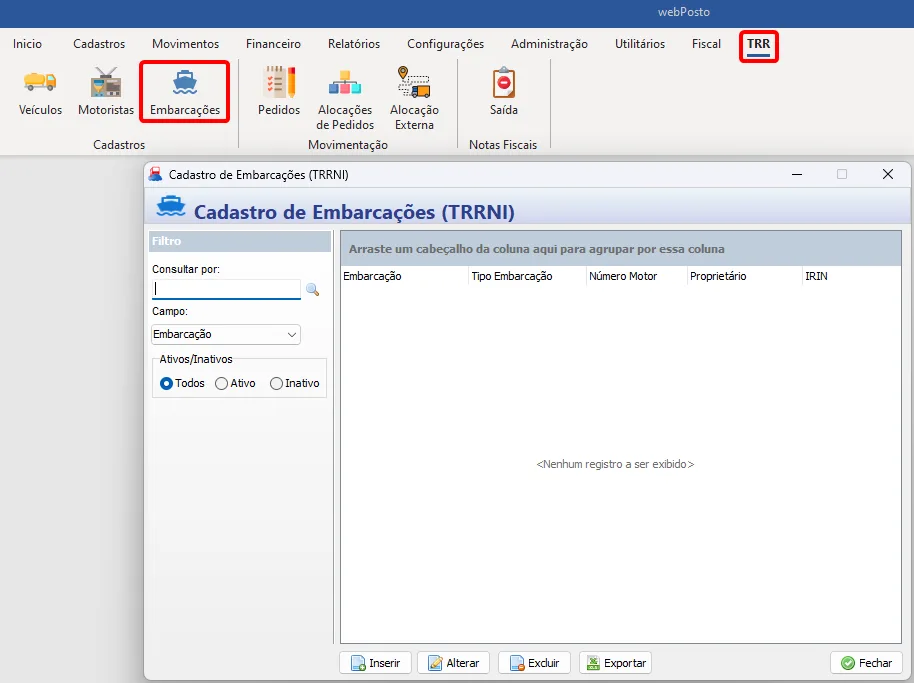 webPosto
Inicio Cadastros Movimentos Financeiro Relatórios Configurações Administração Utilitários Fiscal TRR
Veículos Motoristas Embarcações Pedidos Alocações de Pedidos Alocação Externa Saída
Cadastros Movimentação Notas Fiscais
Cadastro de Embarcações (TRRNI)
Cadastro de Embarcações (TRRNI)
Filtro
Consultar por:
Campo:
Embarcação
Ativos/Inativos
Todos Ativo Inativo
Arraste um cabeçalho da coluna aqui para agrupar por essa coluna
Embarcação Tipo Embarcação Número Motor Proprietário IRIN
<Nenhum registro a ser exibido>
Inserir Alterar Excluir Exportar Fechar